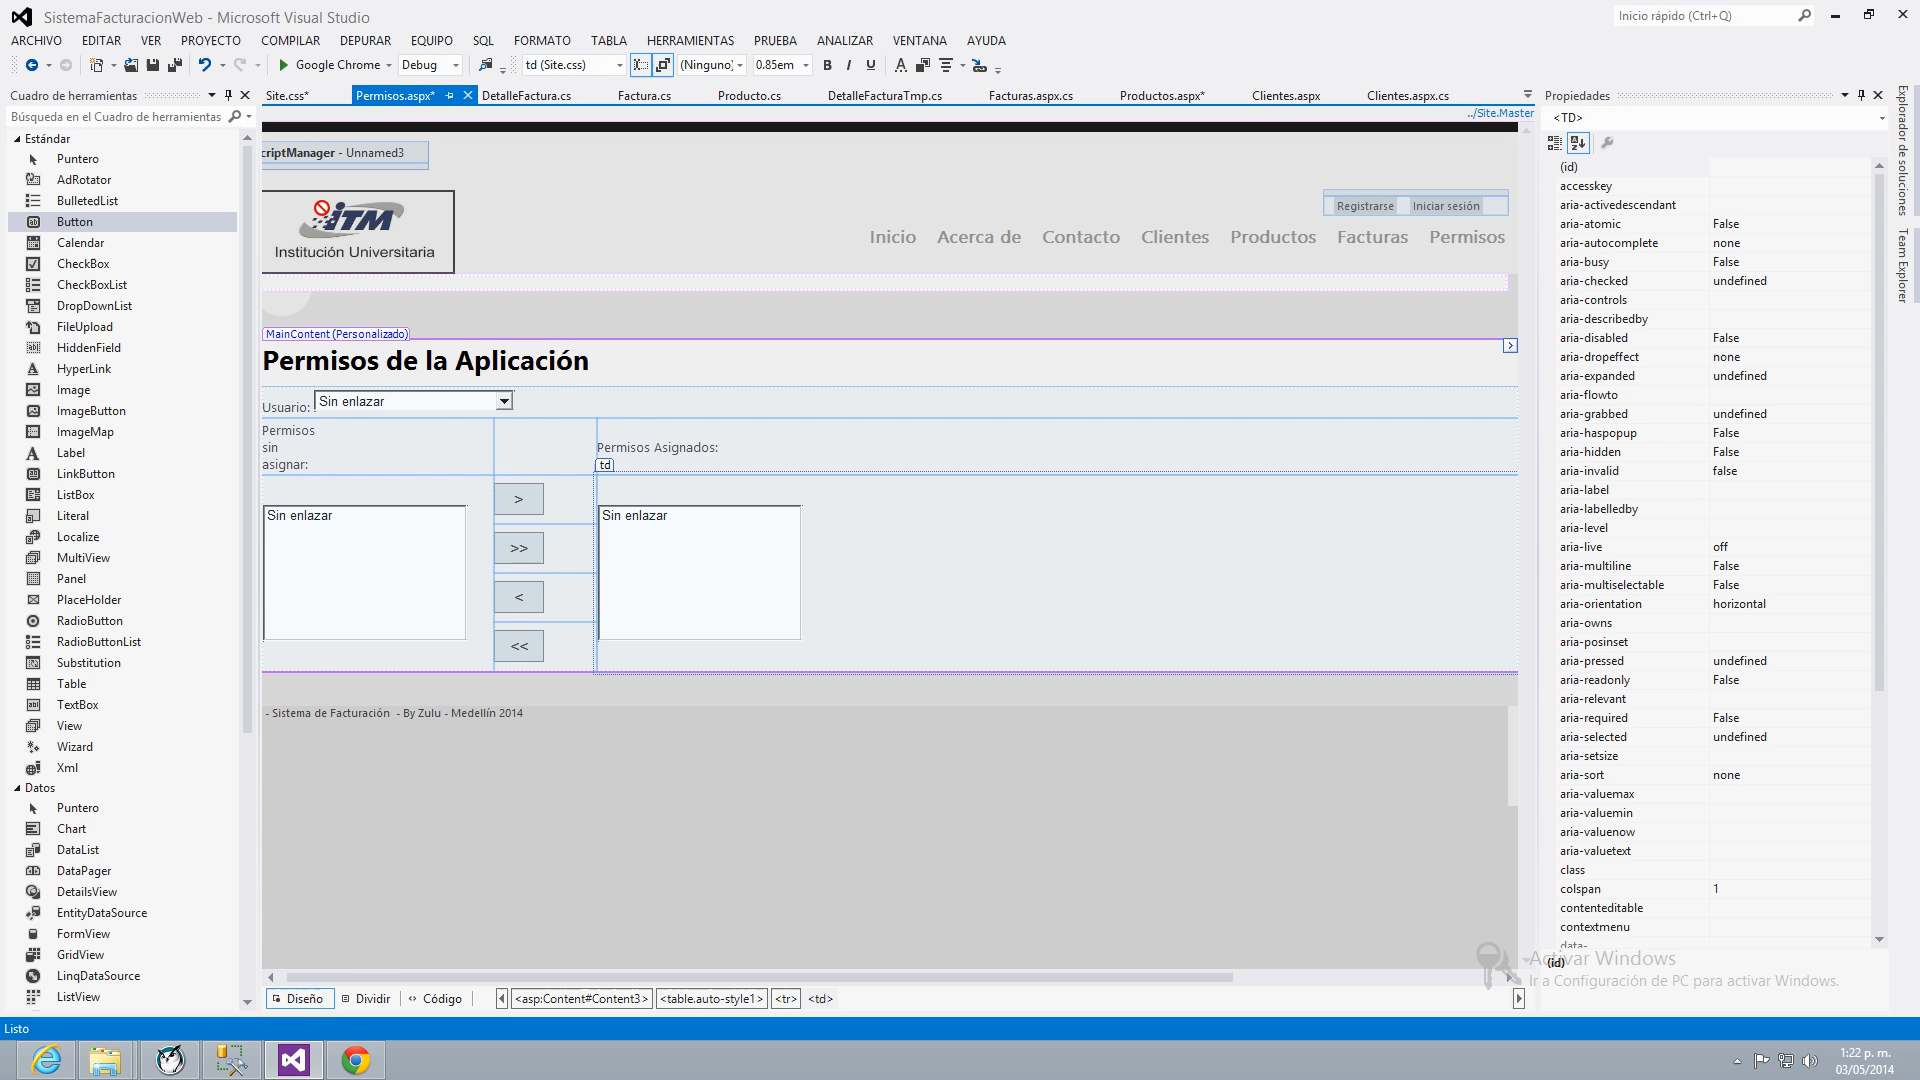 SistemaFacturacionWeb - Microsoft Visual Studio
Inicio rápido (Ctrl+Q)
ARCHIVO EDITAR VER PROYECTO COMPILAR DEPURAR EQUIPO SQL FORMATO TABLA HERRAMIENTAS PRUEBA ANALIZAR VENTANA AYUDA
Google Chrome Debug td (Site.css) (Ninguno) 0.85em B I U A
Cuadro de herramientas
Búsqueda en el Cuadro de herramientas
Estándar
Puntero
AdRotator
BulletedList
Button
Calendar
CheckBox
CheckBoxList
DropDownList
FileUpload
HiddenField
HyperLink
Image
ImageButton
ImageMap
Label
LinkButton
ListBox
Literal
Localize
MultiView
Panel
PlaceHolder
RadioButton
RadioButtonList
Substitution
Table
TextBox
View
Wizard
Xml
Datos
Puntero
Chart
DataList
DataPager
DetailsView
EntityDataSource
FormView
GridView
LinqDataSource
ListView
Site.css* Permisos.aspx* DetalleFactura.cs Factura.cs Producto.cs DetalleFacturaTmp.cs Facturas.aspx.cs Productos.aspx* Clientes.aspx Clientes.aspx.cs
../Site.Master
criptManager - Unnamed3
iTM
Institución Universitaria
Registrarse Iniciar sesión
Inicio Acerca de Contacto Clientes Productos Facturas Permisos
MainContent (Personalizado)
Permisos de la Aplicación
Usuario: Sin enlazar
Permisos
sin
asignar:
Permisos Asignados:
td
Sin enlazar
>
>>
<
<<
Sin enlazar
- Sistema de Facturación - By Zulu - Medellín 2014
Diseño Dividir Código <asp:Content#Content3> <table.auto-style1> <tr> <td>
Propiedades
<TD>
(id)
accesskey
aria-activedescendant
aria-atomic False
aria-autocomplete none
aria-busy False
aria-checked undefined
aria-controls
aria-describedby
aria-disabled False
aria-dropeffect none
aria-expanded undefined
aria-flowto
aria-grabbed undefined
aria-haspopup False
aria-hidden False
aria-invalid false
aria-label
aria-labelledby
aria-level
aria-live off
aria-multiline False
aria-multiselectable False
aria-orientation horizontal
aria-owns
aria-posinset
aria-pressed undefined
aria-readonly False
aria-relevant
aria-required False
aria-selected undefined
aria-setsize
aria-sort none
aria-valuemax
aria-valuemin
aria-valuenow
aria-valuetext
class
colspan 1
contenteditable
contextmenu
data-
(id)
Activar Windows
Ir a Configuración de PC para activar Windows.
Explorador de soluciones
Team Explorer
Listo
1:22 p. m.
03/05/2014